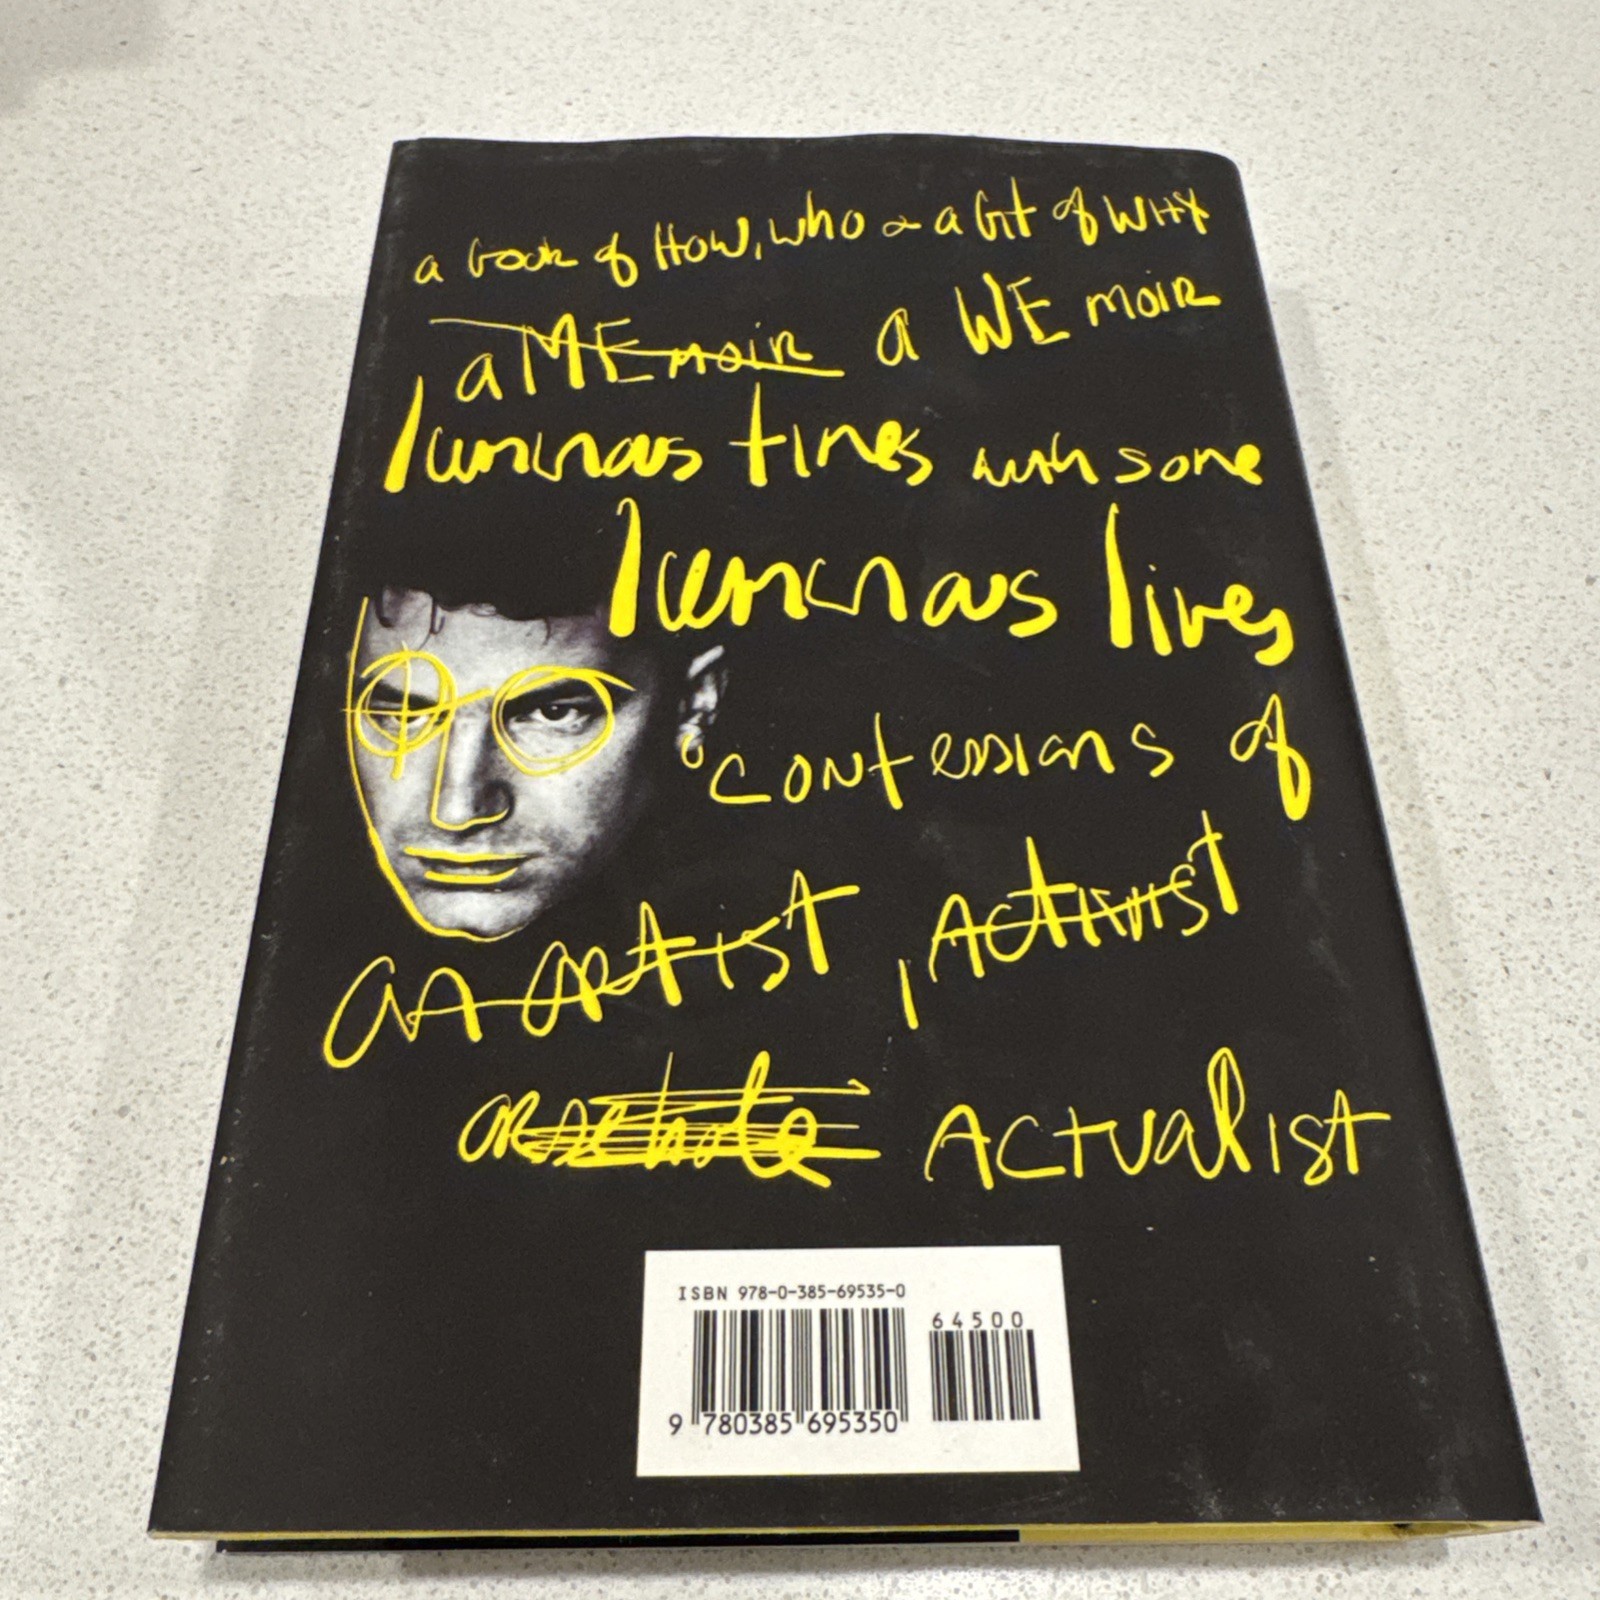 a book of How, who & a bit of WHY
a MEmoir a WE moir
luminous times with some
luminous lives
confessions of
an artist, Activist
arsehole Actualist
ISBN 978-0-385-69535-0
64500
9 780385 695350